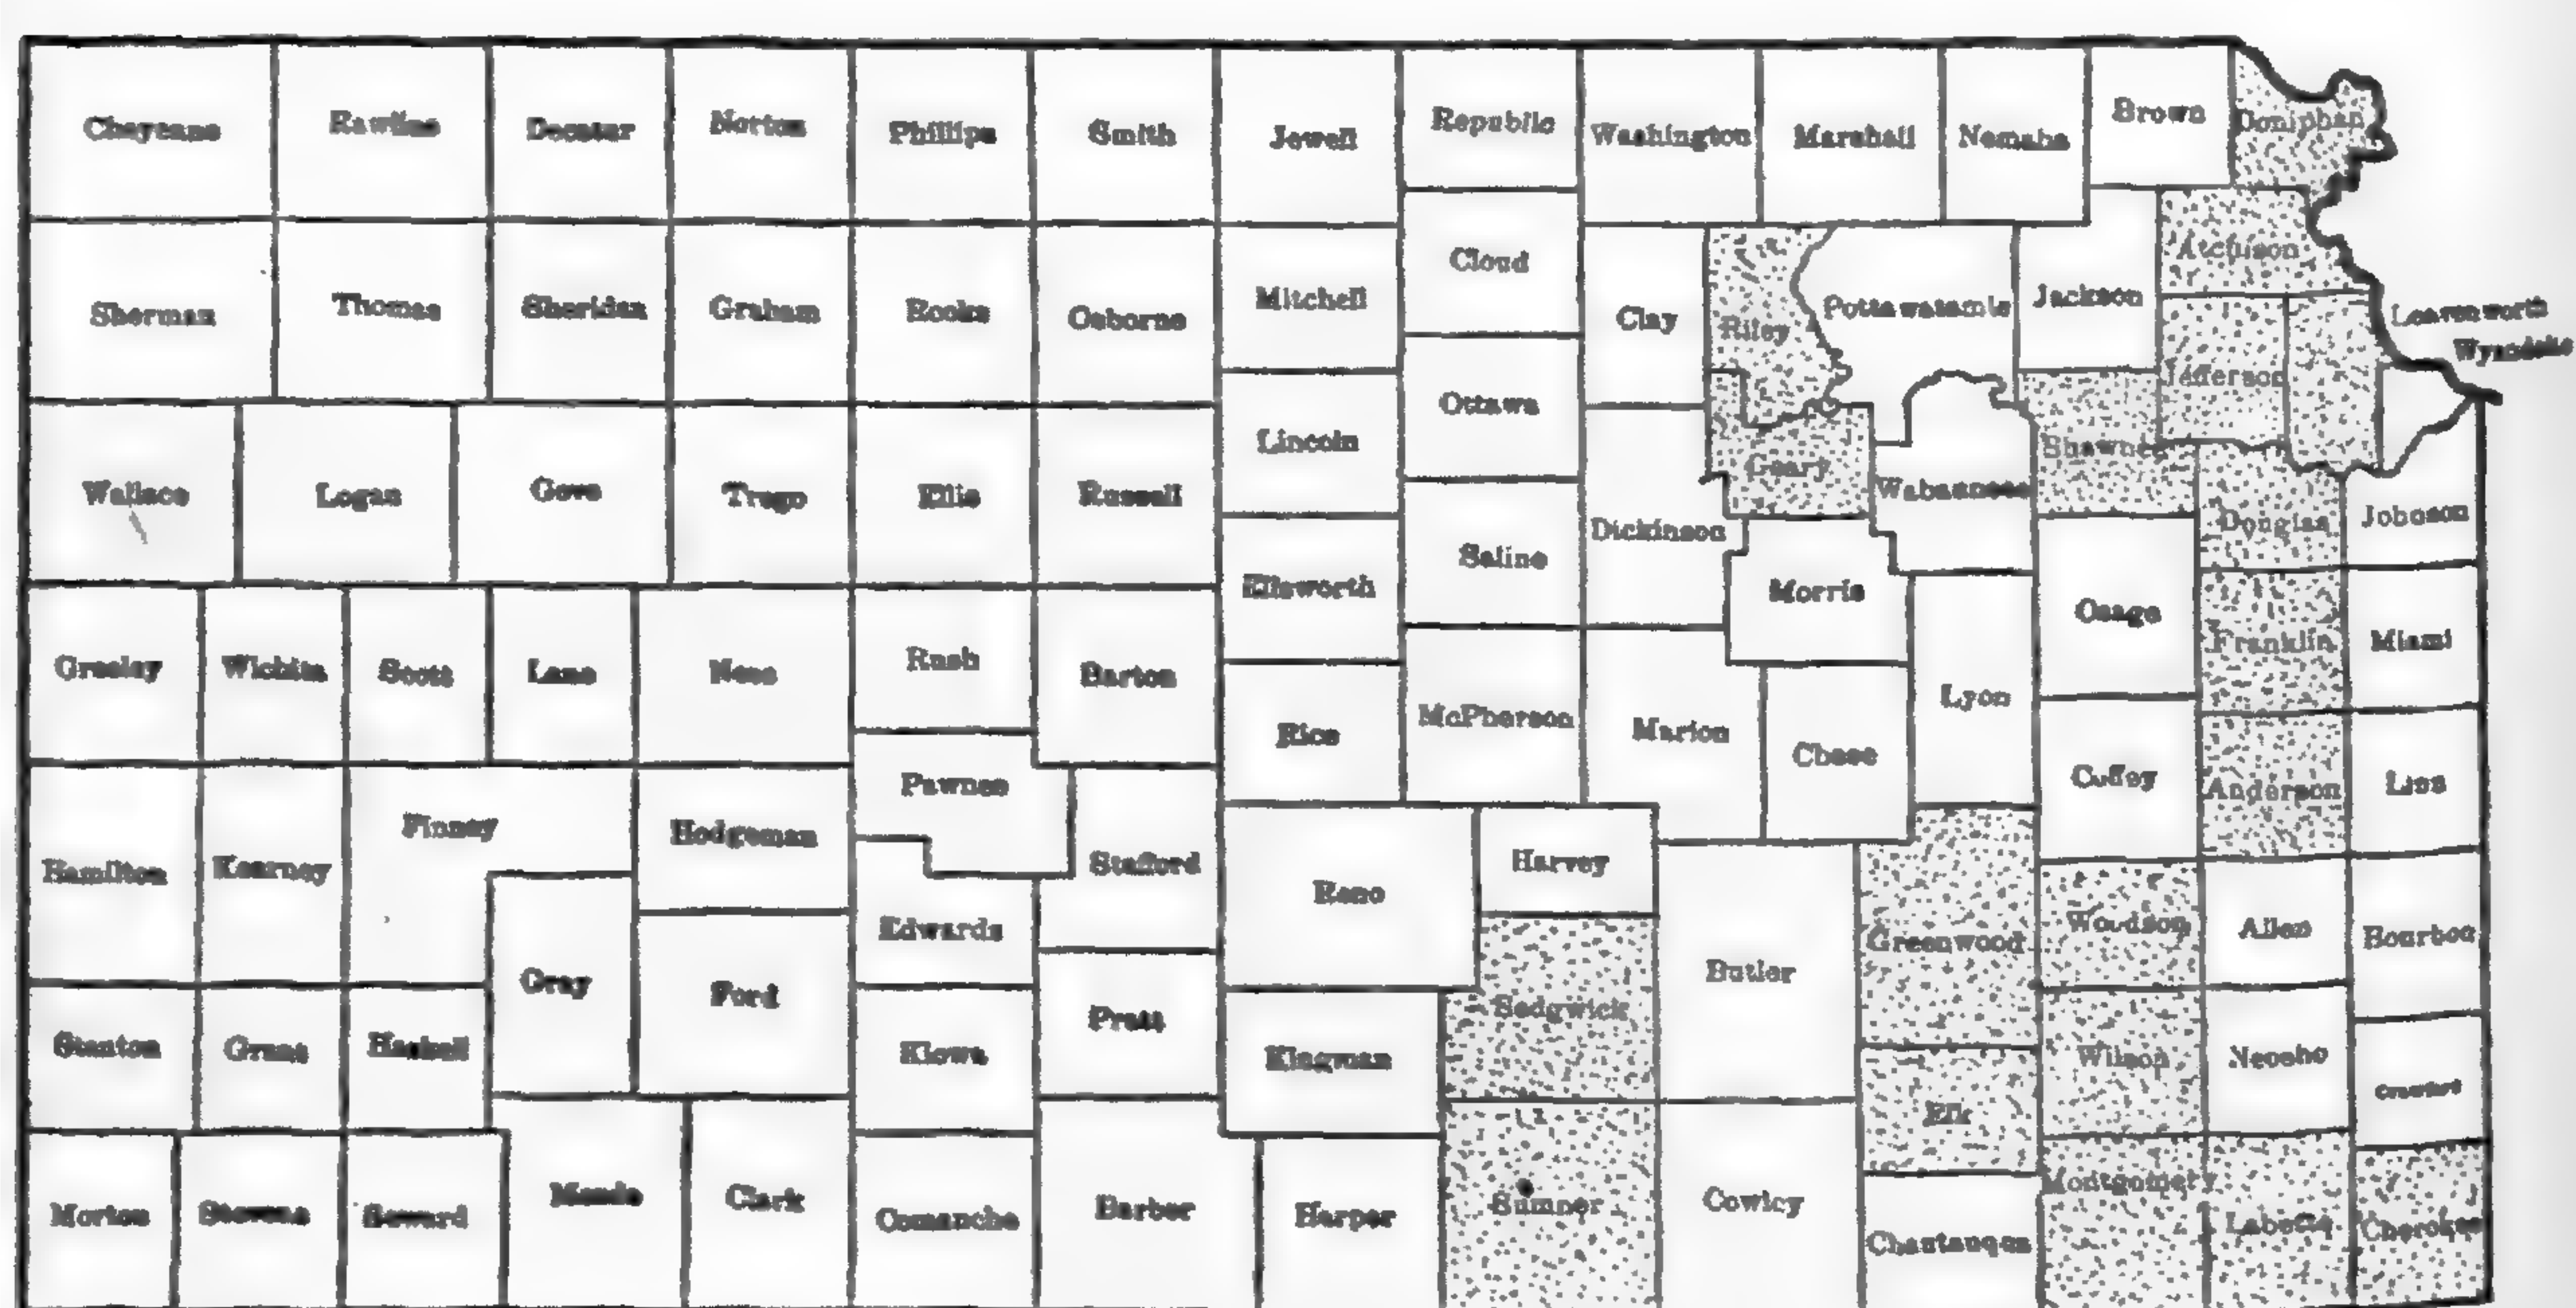 Cheyenne
Rawlins
Decatur
Norton
Phillips
Smith
Jewell
Republic
Washington
Marshall
Nemaha
Brown
Doniphan
Sherman
Thomas
Sheridan
Graham
Rooks
Osborne
Mitchell
Cloud
Clay
Riley
Pottawatamie
Jackson
Atchison
Leavenworth
Wyandotte
Jefferson
Lincoln
Ottawa
Wallace
Logan
Gove
Trego
Ellis
Russell
Ellsworth
Saline
Dickinson
Geary
Wabaunsee
Shawnee
Douglas
Johnson
Greeley
Wichita
Scott
Lane
Ness
Rush
Barton
Rice
McPherson
Marion
Morris
Chase
Lyon
Osage
Franklin
Miami
Coffey
Anderson
Linn
Hamilton
Kearney
Finney
Hodgeman
Pawnee
Stafford
Edwards
Reno
Harvey
Butler
Greenwood
Woodson
Allen
Bourbon
Gray
Ford
Kiowa
Pratt
Kingman
Sedgwick
Elk
Wilson
Neosho
Crawford
Stanton
Grant
Haskell
Morton
Stevens
Seward
Meade
Clark
Comanche
Barber
Harper
Sumner
Cowley
Chautauqua
Montgomery
Labette
Cherokee